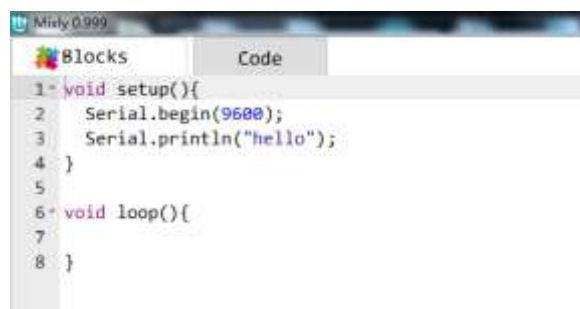 Mixly 0.999
Blocks Code
1 void setup(){
2 Serial.begin(9600);
3 Serial.println("hello");
4 }
5
6 void loop(){
7
8 }